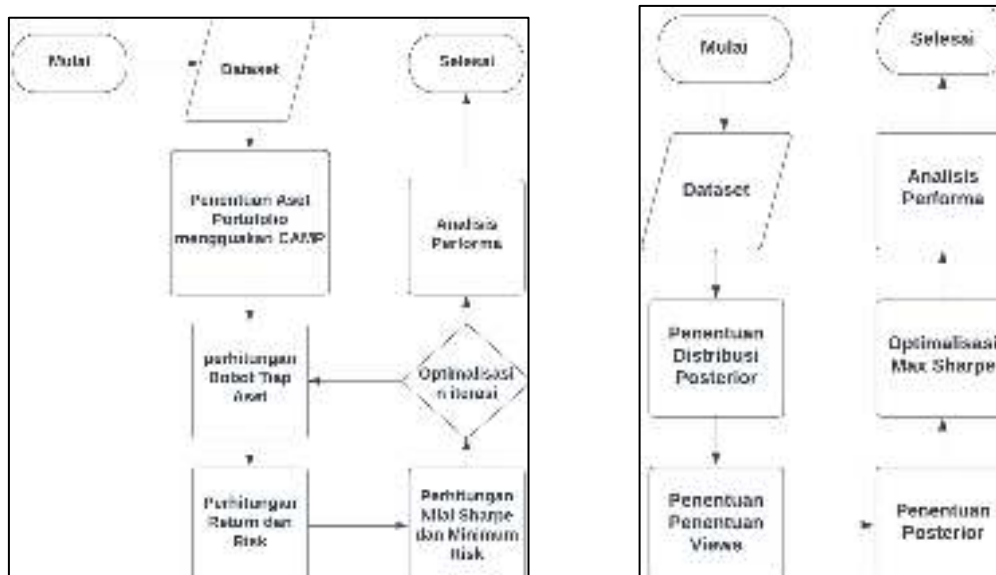 Mulai
Dataset
Selesai
Penentuan Aset
Portofolio
mengguakan CAMP
Analisis
Performa
perhitungan
Bobot Tiap
Aset
Optimalisasi
n iterasi
Perhitungan
Return dan
Risk
Perhitungan
Nilai Sharpe
dan Minimum
Risk
Mulai
Selesai
Dataset
Analisis
Performa
Penentuan
Distribusi
Posterior
Optimalisasi
Max Sharpe
Penentuan
Penentuan
Views
Penentuan
Posterior